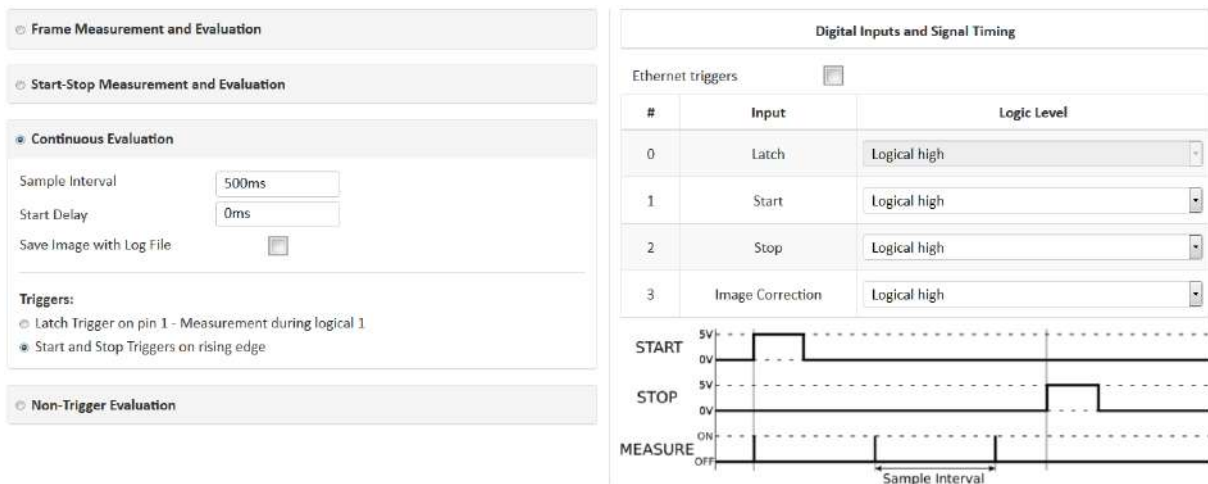 Frame Measurement and Evaluation
Start-Stop Measurement and Evaluation
Continuous Evaluation
Sample Interval 500ms
Start Delay 0ms
Save Image with Log File
Triggers:
Latch Trigger on pin 1 - Measurement during logical 1
Start and Stop Triggers on rising edge
Non-Trigger Evaluation
Digital Inputs and Signal Timing
Ethernet triggers
# Input Logic Level
0 Latch Logical high
1 Start Logical high
2 Stop Logical high
3 Image Correction Logical high
START 5V
0V
STOP 5V
0V
MEASURE ON
OFF
Sample Interval